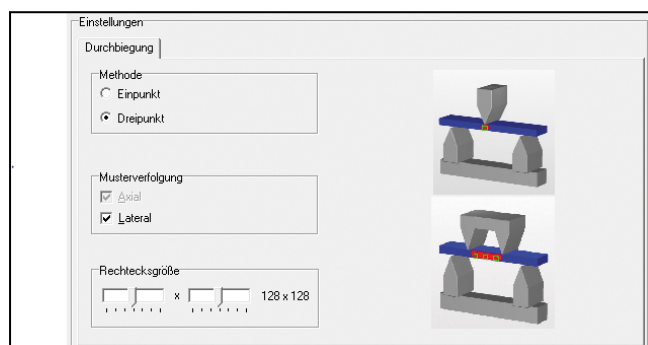 Einstellungen
Durchbiegung
Methode
Einpunkt
Dreipunkt
Musterverfolgung
Axial
Lateral
Rechtecksgröße
x 128 x 128